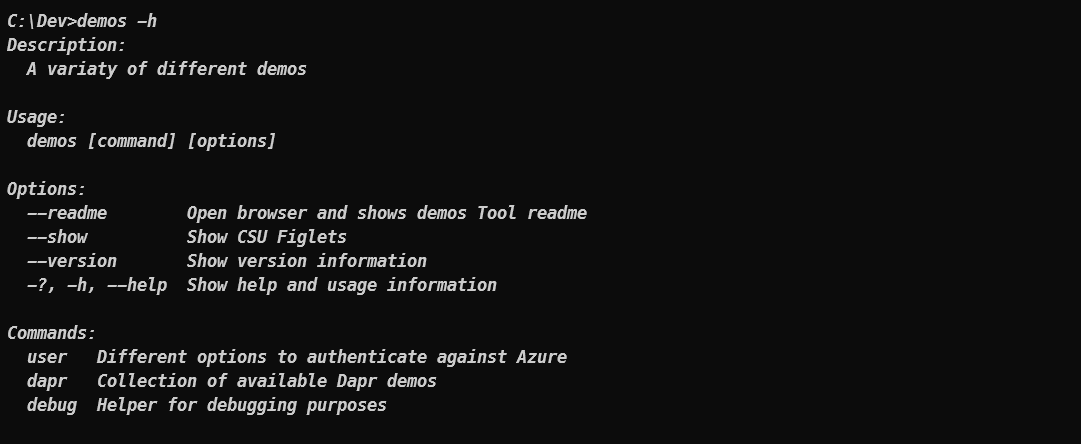 C:\Dev>demos -h
Description:
  A variaty of different demos

Usage:
  demos [command] [options]

Options:
  --readme        Open browser and shows demos Tool readme
  --show          Show CSU Figlets
  --version       Show version information
  -?, -h, --help  Show help and usage information

Commands:
  user   Different options to authenticate against Azure
  dapr   Collection of available Dapr demos
  debug  Helper for debugging purposes